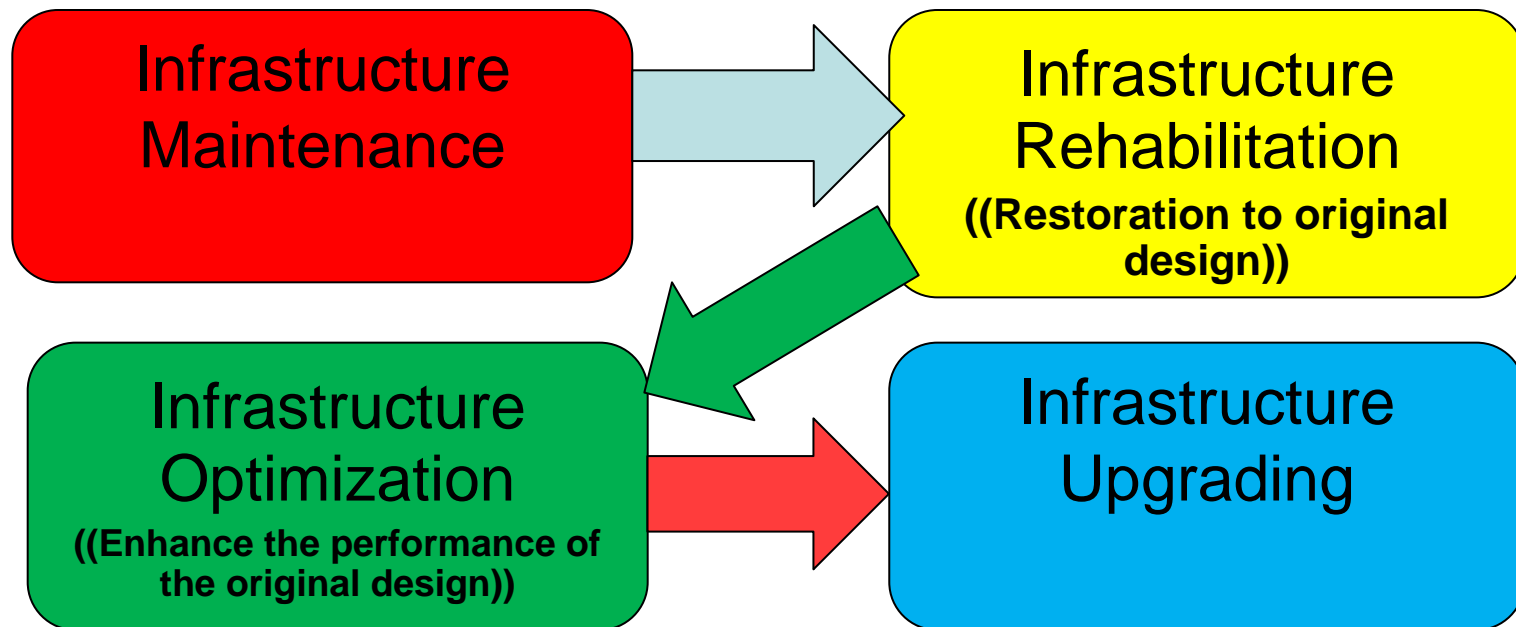 Infrastructure
Maintenance
Infrastructure
Rehabilitation
((Restoration to original
design))
Infrastructure
Optimization
((Enhance the performance of
the original design))
Infrastructure
Upgrading